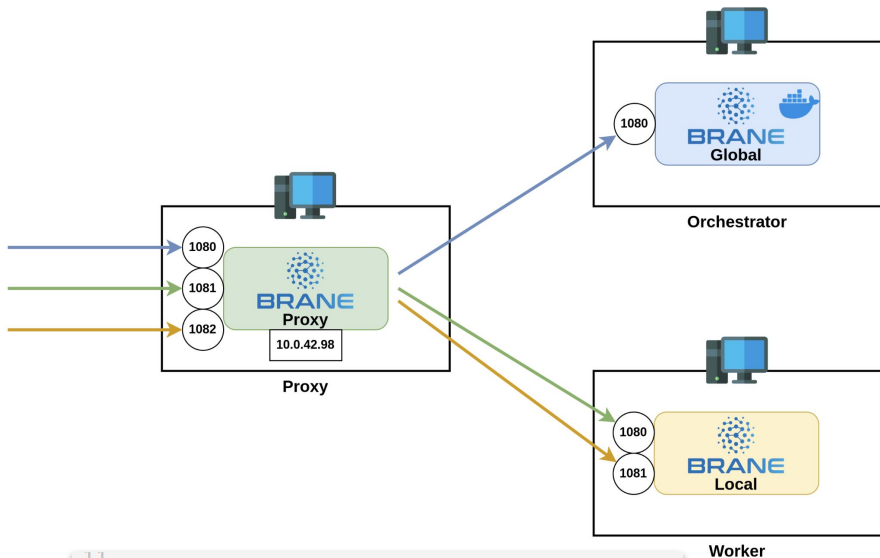 1080
BRANE
Global
Orchestrator
1080
1081
1082
BRANE
Proxy
10.0.42.98
Proxy
1080
1081
BRANE
Local
Worker